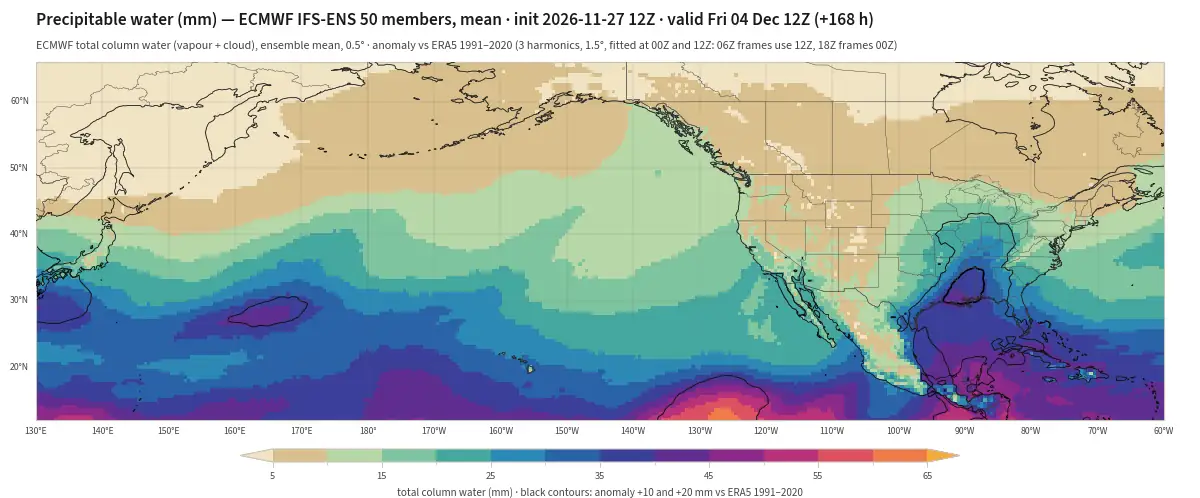 Precipitable water (mm) — ECMWF IFS-ENS 50 members, mean · init 2026-11-27 12Z · valid Fri 04 Dec 12Z (+168 h)
ECMWF total column water (vapour + cloud), ensemble mean, 0.5° · anomaly vs ERA5 1991–2020 (3 harmonics, 1.5°, fitted at 00Z and 12Z: 06Z frames use 12Z, 18Z frames 00Z)
60°N
50°N
40°N
30°N
20°N
130°E 140°E 150°E 160°E 170°E 180° 170°W 160°W 150°W 140°W 130°W 120°W 110°W 100°W 90°W 80°W 70°W 60°W
5 15 25 35 45 55 65
total column water (mm) · black contours: anomaly +10 and +20 mm vs ERA5 1991–2020